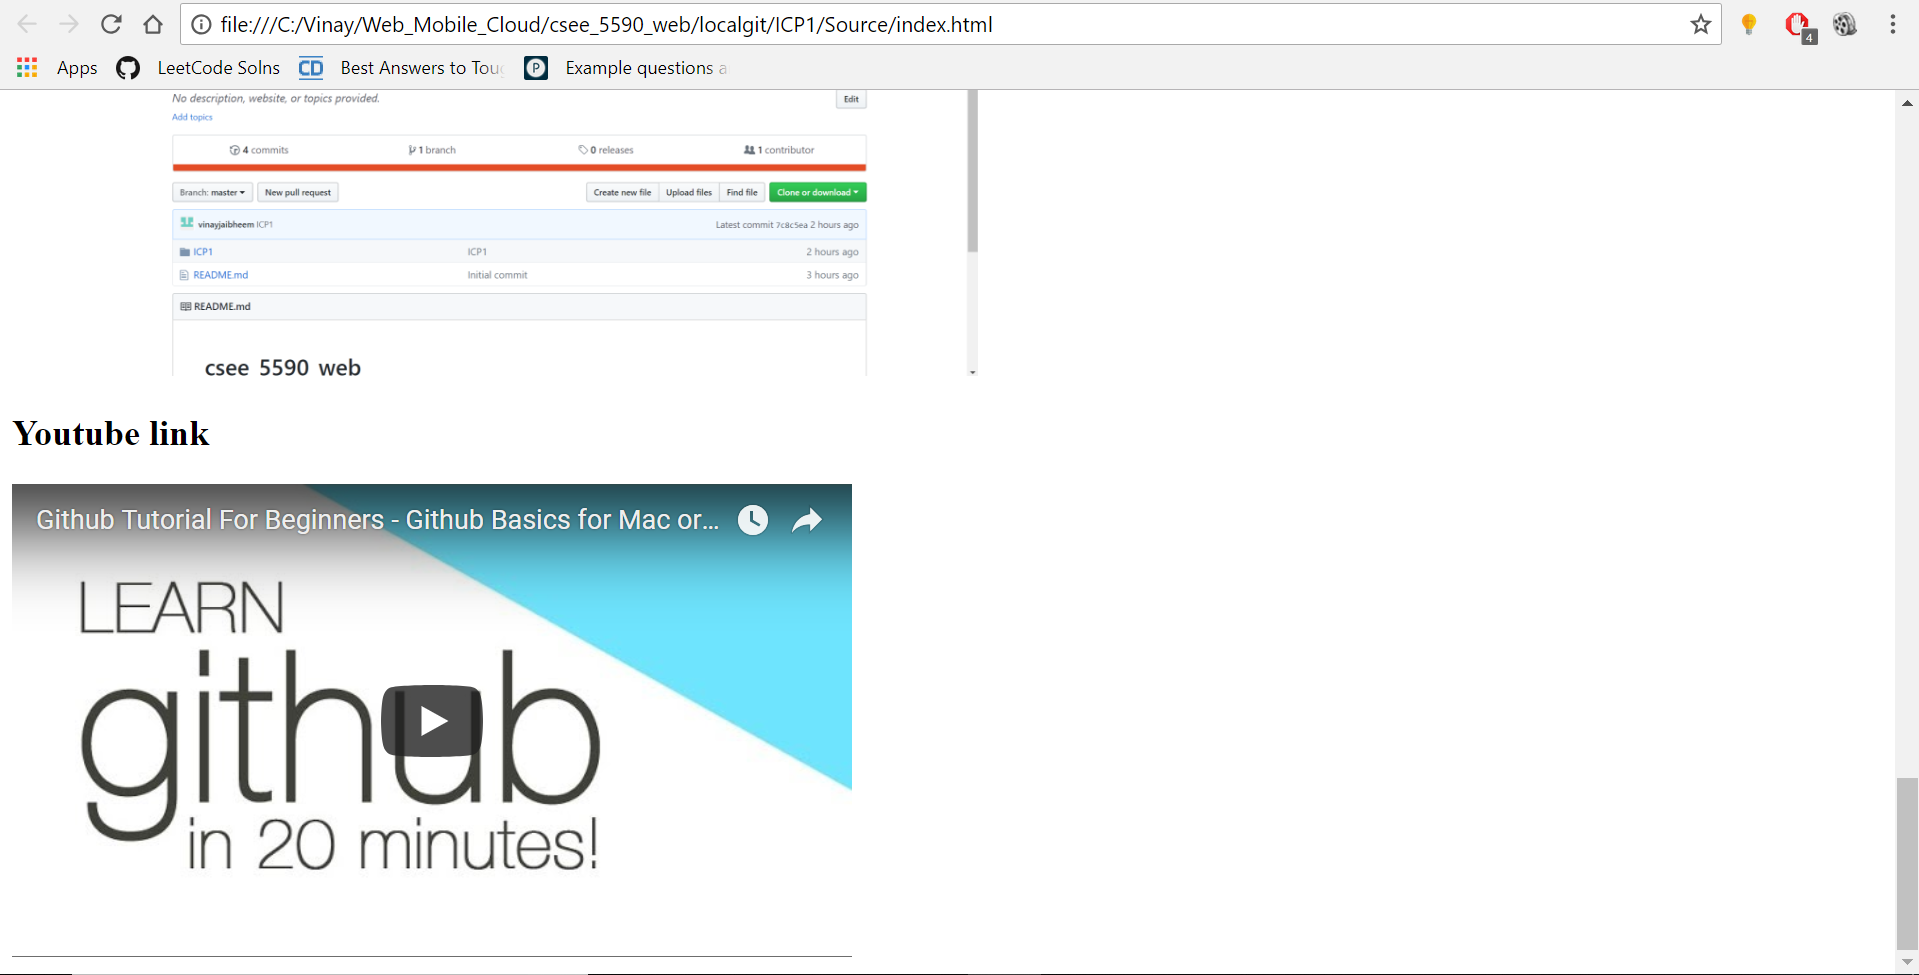 file:///C:/Vinay/Web_Mobile_Cloud/csee_5590_web/localgit/ICP1/Source/index.html
4
Apps LeetCode Solns CD Best Answers to Tou P Example questions a
No description, website, or topics provided. Edit
Add topics
4 commits 1 branch 0 releases 1 contributor
Branch: master New pull request Create new file Upload files Find file Clone or download
vinayjaibheem ICP1 Latest commit 7c8c5ea 2 hours ago
ICP1 ICP1 2 hours ago
README.md Initial commit 3 hours ago
README.md
csee_5590_web
Youtube link
Github Tutorial For Beginners - Github Basics for Mac or...
LEARN
github
in 20 minutes!